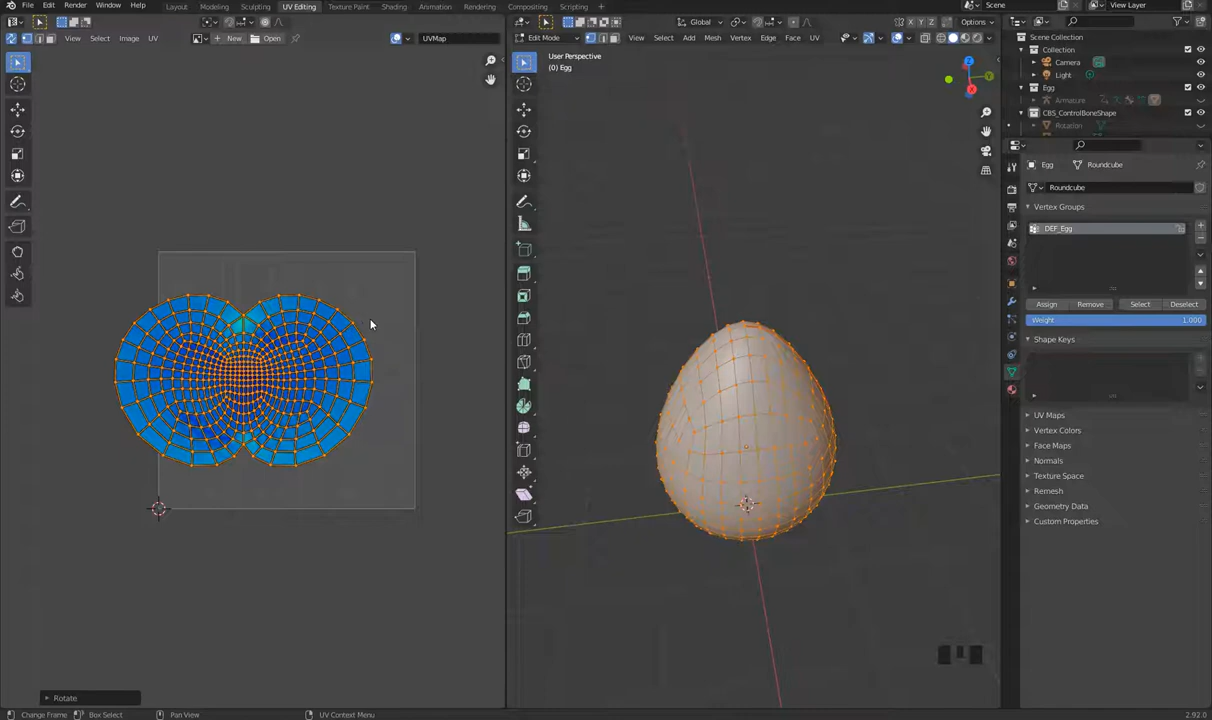 File Edit Render Window Help Layout Modeling Sculpting UV Editing Texture Paint Shading Animation Rendering Compositing Scripting Scene View Layer
Global Options
View Select Image UV New Open UVMap Edit Mode View Select Add Mesh Vertex Edge Face UV
User Perspective
(0) Egg
Scene Collection
Collection
Camera
Light
Egg
Armature
CBS_ControlBoneShape
Rotation
Egg Roundcube
Roundcube
Vertex Groups
DEF_Egg
Assign Remove Select Deselect
Weight 1.000
Shape Keys
UV Maps
Vertex Colors
Face Maps
Normals
Texture Space
Remesh
Geometry Data
Custom Properties
X Y Z
Rotate
Change Frame Box Select Pan View UV Context Menu 2.92.0